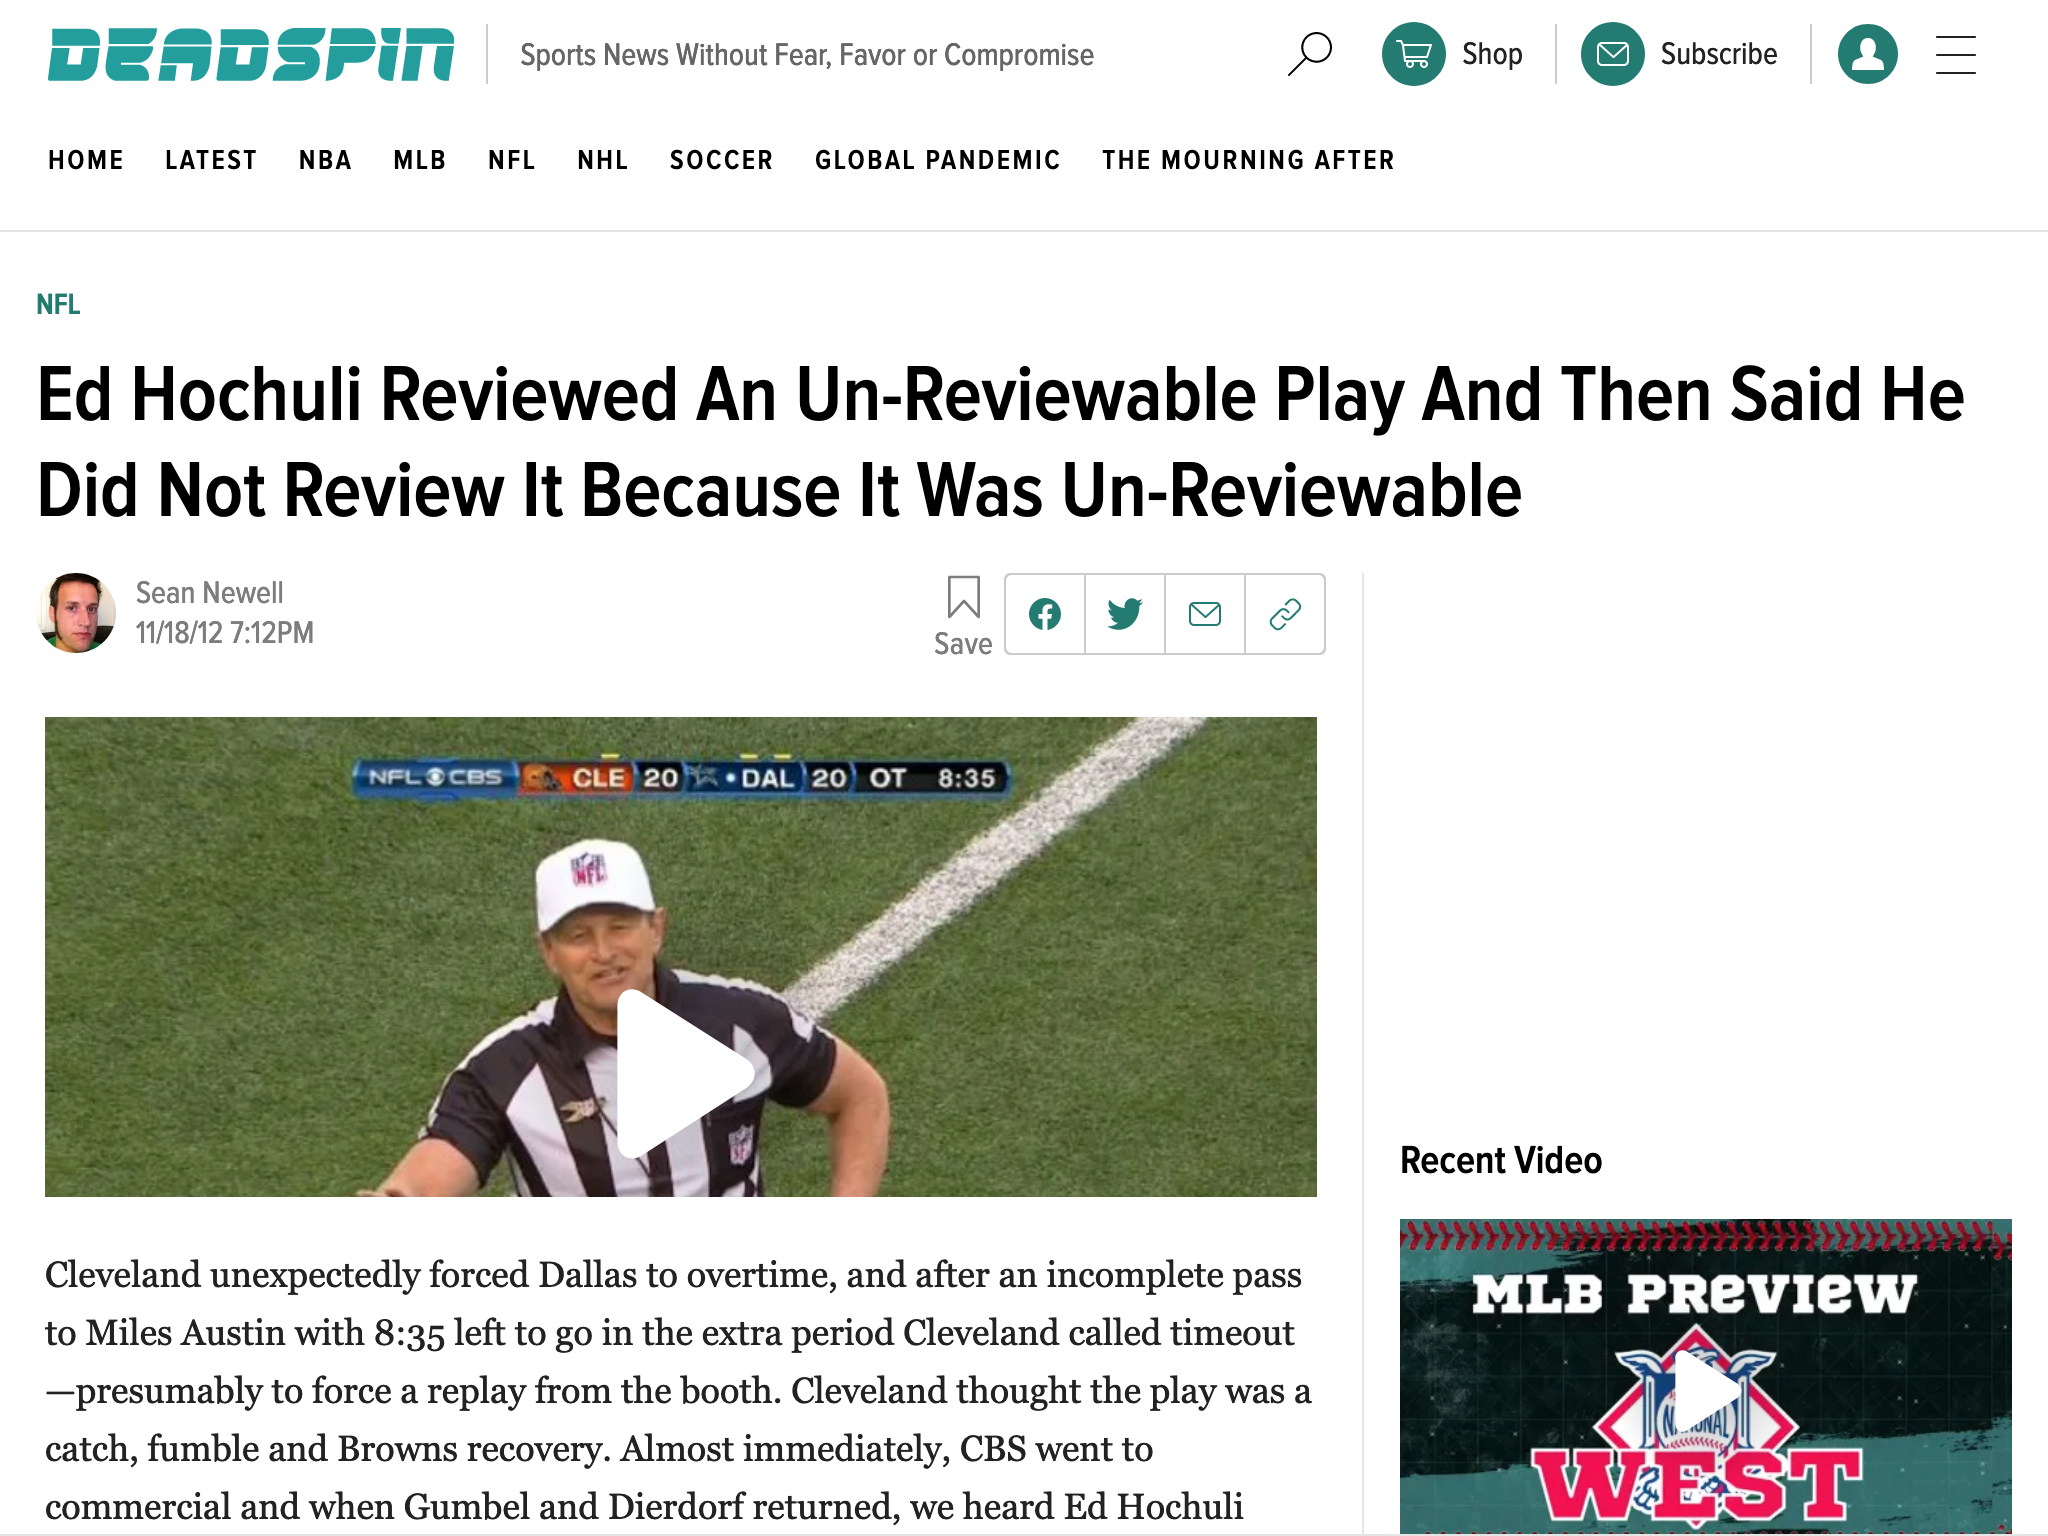 DEADSPIN
Sports News Without Fear, Favor or Compromise
Shop
Subscribe
HOME LATEST NBA MLB NFL NHL SOCCER GLOBAL PANDEMIC THE MOURNING AFTER
NFL
Ed Hochuli Reviewed An Un-Reviewable Play And Then Said He
Did Not Review It Because It Was Un-Reviewable
Sean Newell
11/18/12 7:12PM
Save
NFL CBS CLE 20 DAL 20 OT 8:35
NFL
Cleveland unexpectedly forced Dallas to overtime, and after an incomplete pass
to Miles Austin with 8:35 left to go in the extra period Cleveland called timeout
—presumably to force a replay from the booth. Cleveland thought the play was a
catch, fumble and Browns recovery. Almost immediately, CBS went to
commercial and when Gumbel and Dierdorf returned, we heard Ed Hochuli
Recent Video
MLB PREVIEW
WEST